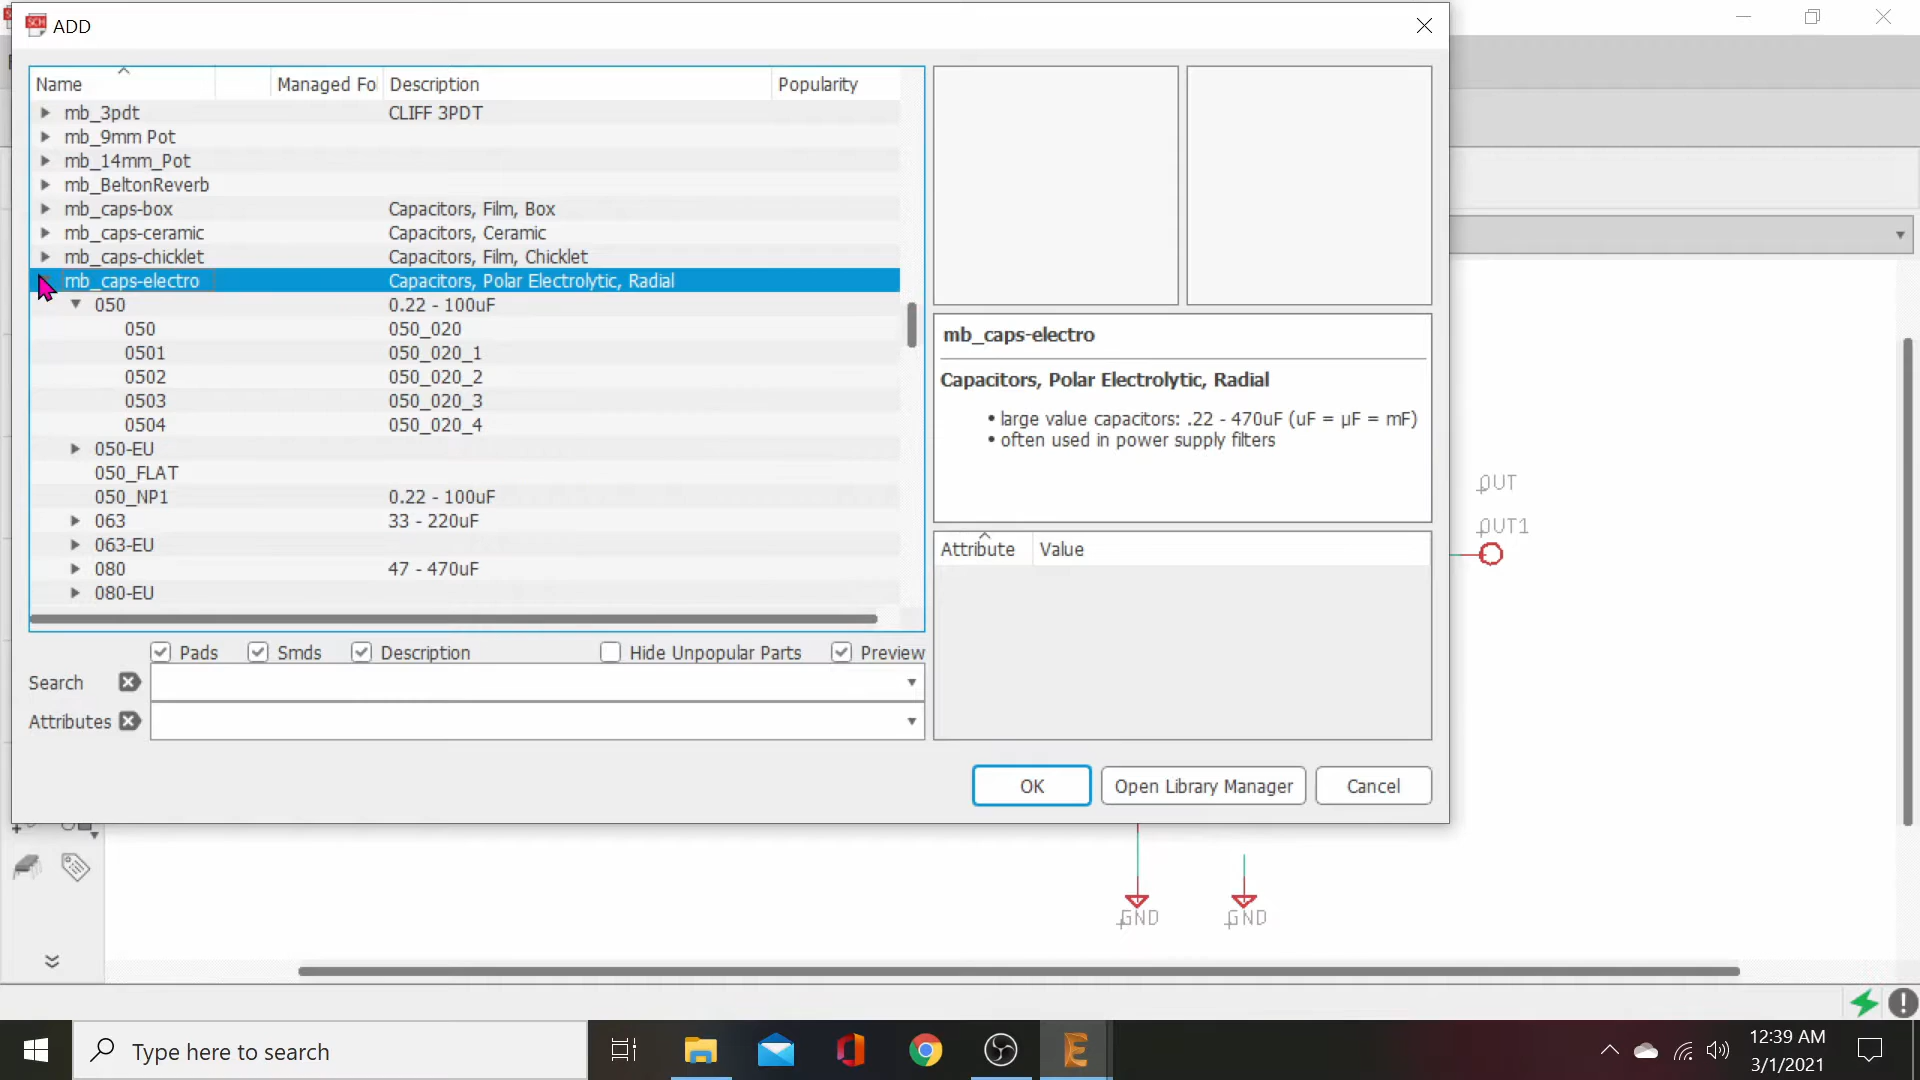 SCH ADD
Name Managed Fo Description Popularity
mb_3pdt CLIFF 3PDT
mb_9mm Pot
mb_14mm_Pot
mb_BeltonReverb
mb_caps-box Capacitors, Film, Box
mb_caps-ceramic Capacitors, Ceramic
mb_caps-chicklet Capacitors, Film, Chicklet
mb_caps-electro Capacitors, Polar Electrolytic, Radial
050 0.22 - 100uF
050 050_020
0501 050_020_1
0502 050_020_2
0503 050_020_3
0504 050_020_4
050-EU
050_FLAT
050_NP1 0.22 - 100uF
063 33 - 220uF
063-EU
080 47 - 470uF
080-EU
Pads Smds Description Hide Unpopular Parts Preview
Search
Attributes
mb_caps-electro
Capacitors, Polar Electrolytic, Radial
• large value capacitors: .22 - 470uF (uF = µF = mF)
• often used in power supply filters
Attribute Value
OK Open Library Manager Cancel
OUT
OUT1
GND GND
Type here to search
12:39 AM
3/1/2021